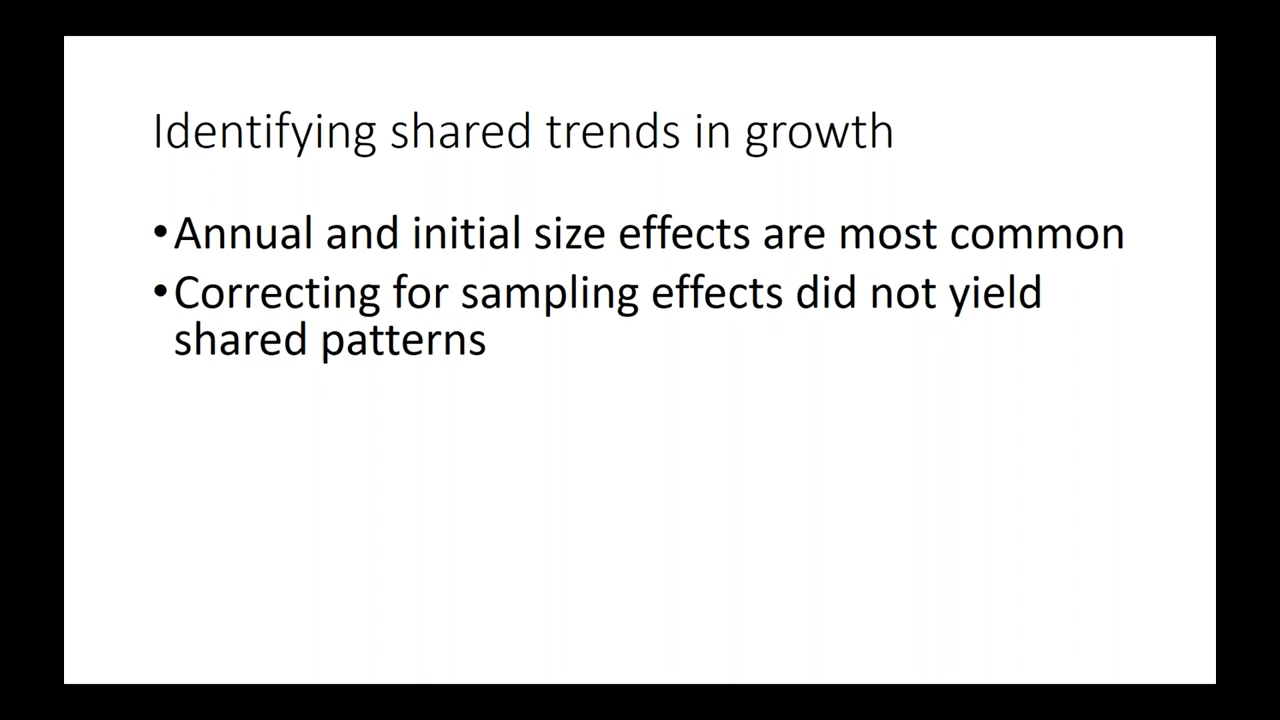 Identifying shared trends in growth
•Annual and initial size effects are most common
•Correcting for sampling effects did not yield
shared patterns